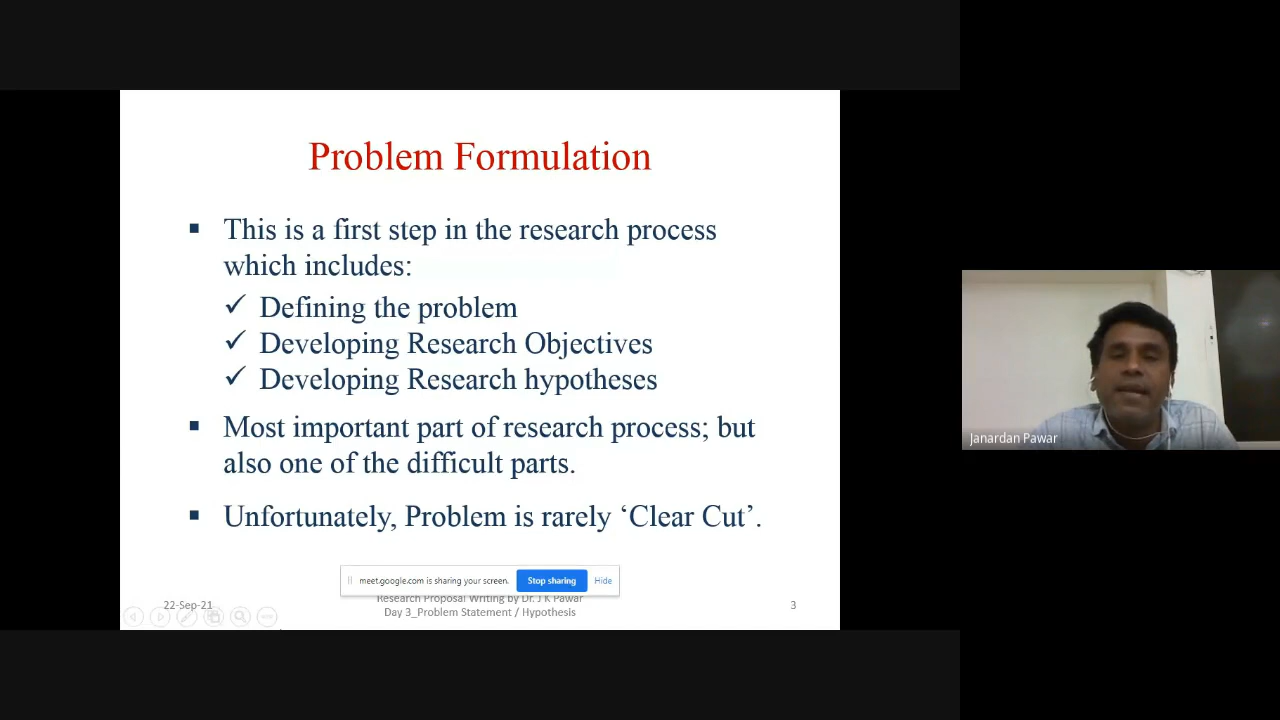 Problem Formulation
▪ This is a first step in the research process
which includes:
✓ Defining the problem
✓ Developing Research Objectives
✓ Developing Research hypotheses
▪ Most important part of research process; but
also one of the difficult parts.
▪ Unfortunately, Problem is rarely ‘Clear Cut’.
meet.google.com is sharing your screen. Stop sharing Hide
22-Sep-21
Research Proposal Writing by Dr. J K Pawar
Day 3_Problem Statement / Hypothesis
3
Janardan Pawar